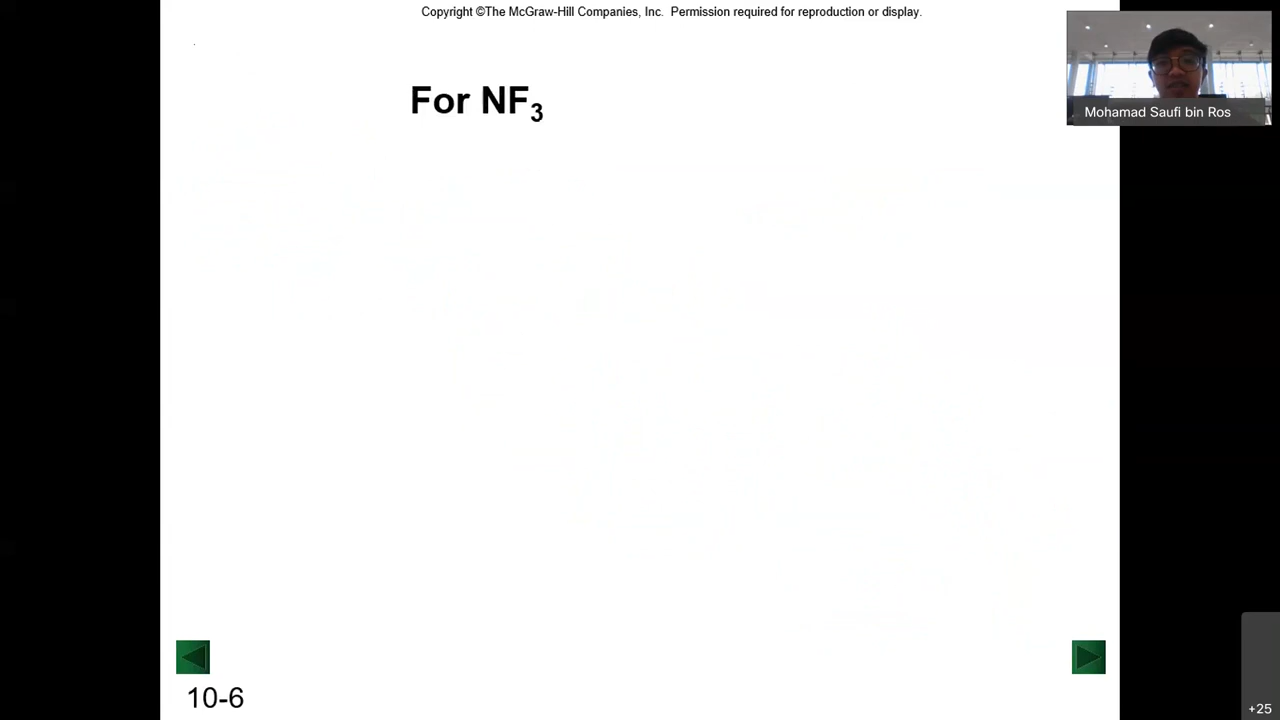 Copyright ©The McGraw-Hill Companies, Inc. Permission required for reproduction or display.
For NF₃
Mohamad Saufi bin Ros
10-6
+25